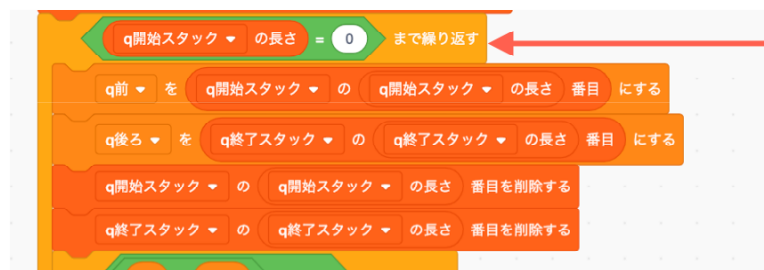 q開始スタック の長さ = 0 まで繰り返す
q前 を q開始スタック の q開始スタック の長さ 番目 にする
q後ろ を q終了スタック の q終了スタック の長さ 番目 にする
q開始スタック の q開始スタック の長さ 番目を削除する
q終了スタック の q終了スタック の長さ 番目を削除する